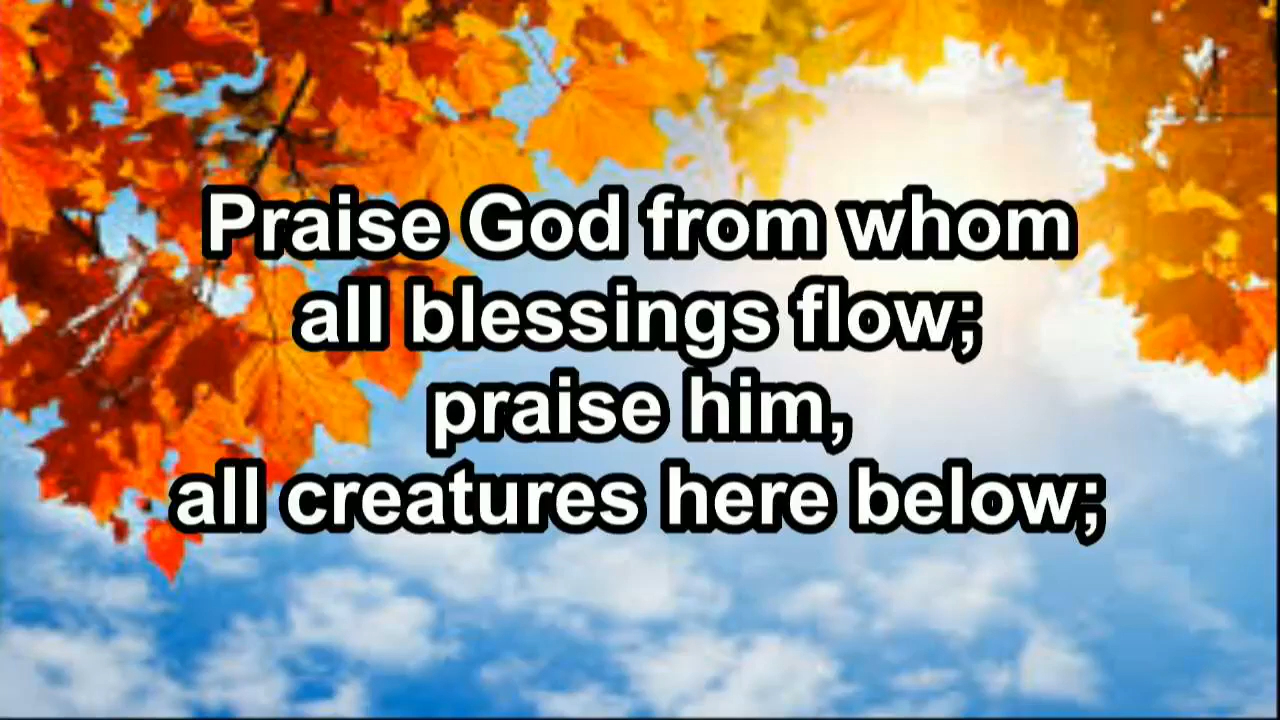 Praise God from whom
all blessings flow;
praise him,
all creatures here below;